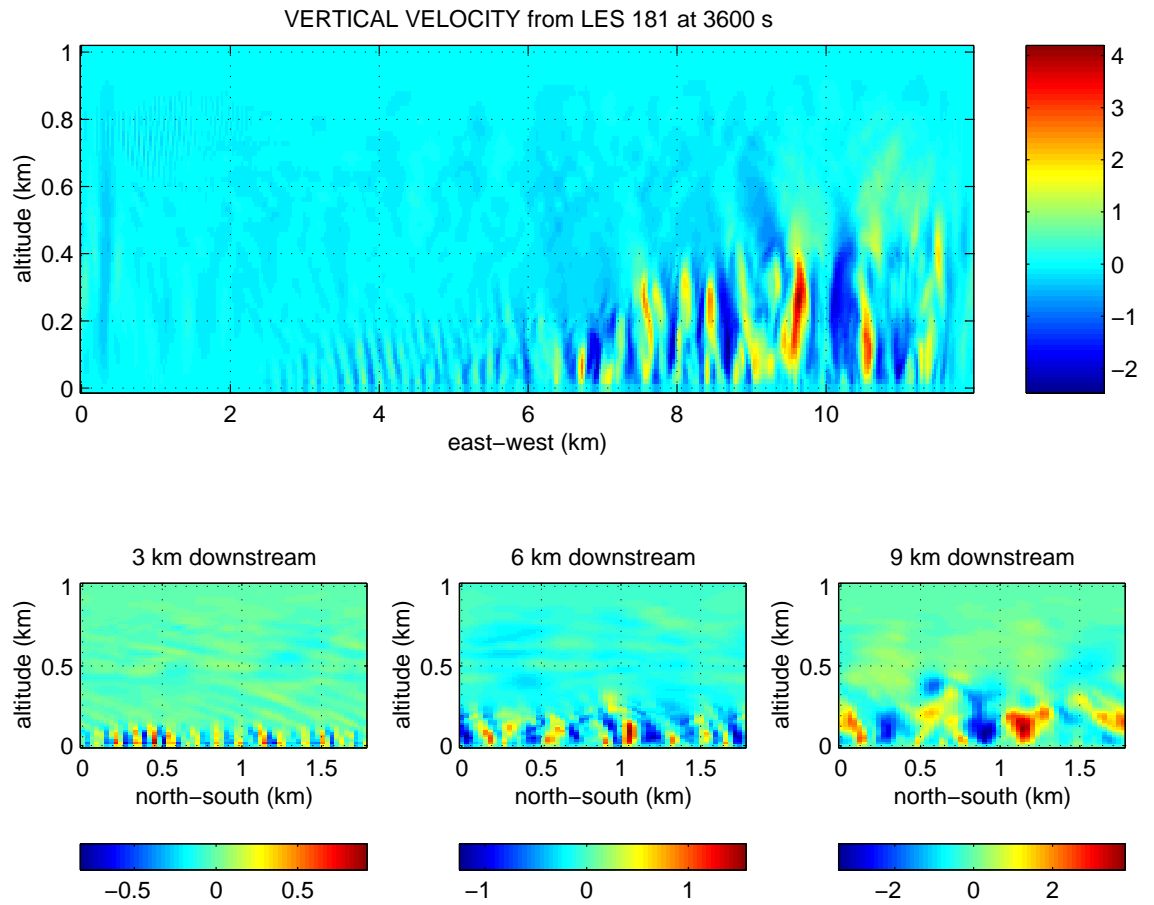 VERTICAL VELOCITY from LES 181 at 3600 s
1
0.8
0.6
0.4
0.2
0
altitude (km)
0 2 4 6 8 10
east−west (km)
4
3
2
1
0
−1
−2
3 km downstream
1
0.5
0
altitude (km)
0 0.5 1 1.5
north−south (km)
−0.5 0 0.5
6 km downstream
1
0.5
0
altitude (km)
0 0.5 1 1.5
north−south (km)
−1 0 1
9 km downstream
1
0.5
0
altitude (km)
0 0.5 1 1.5
north−south (km)
−2 0 2